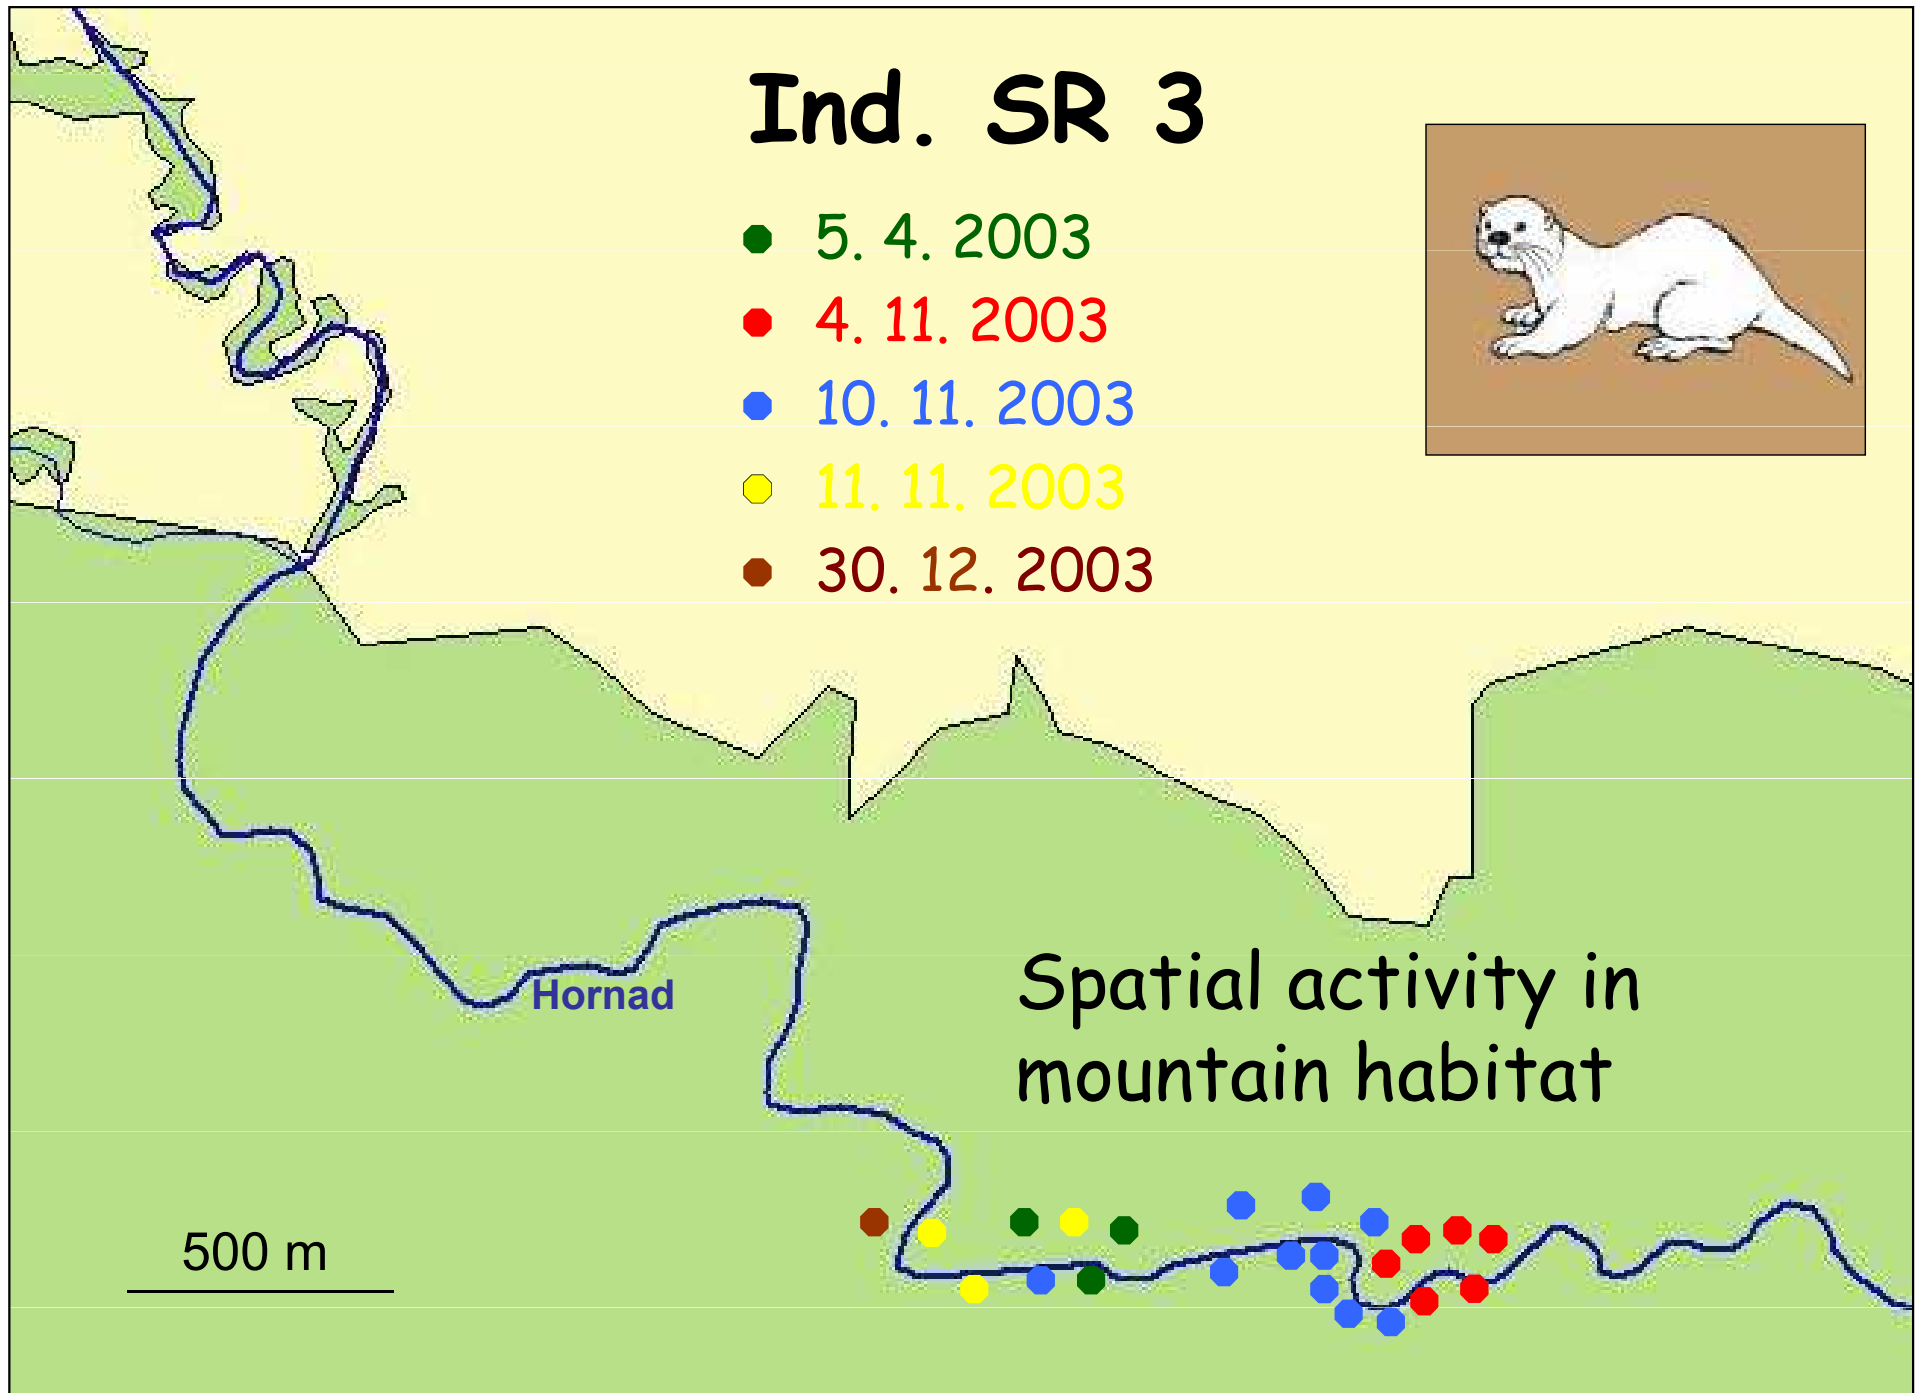 Ind. SR 3
5. 4. 2003
4. 11. 2003
10. 11. 2003
11. 11. 2003
30. 12. 2003
Hornad
Spatial activity in
mountain habitat
500 m